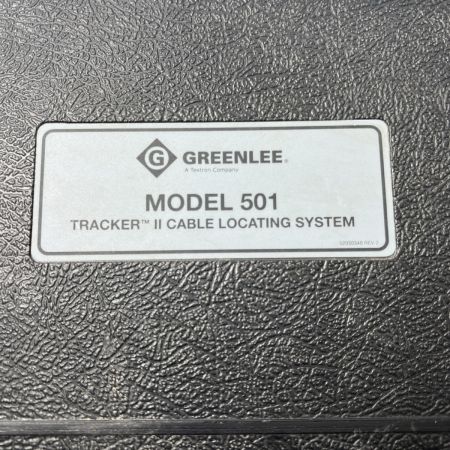 G GREENLEE®
A Textron Company
MODEL 501
TRACKER™ II CABLE LOCATING SYSTEM